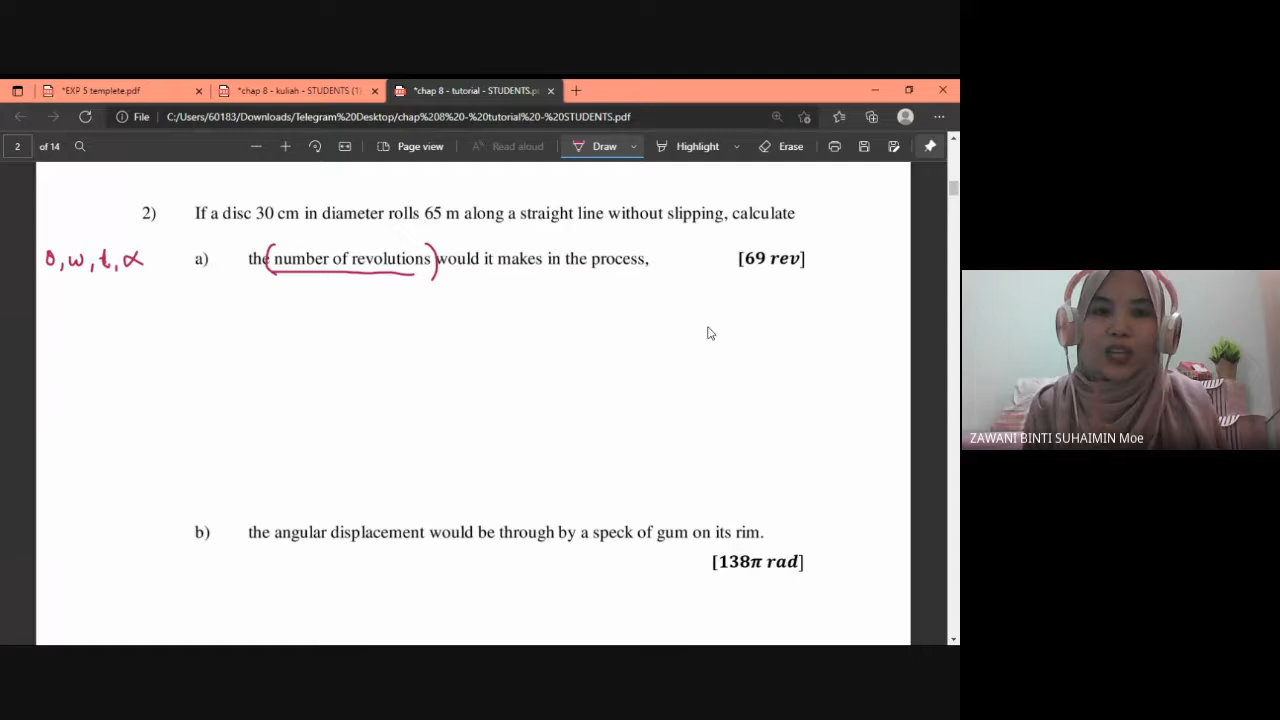 *EXP 5 templete.pdf
*chap 8 - kuliah - STUDENTS (1)
*chap 8 - tutorial - STUDENTS.p
File C:/Users/60183/Downloads/Telegram%20Desktop/chap%208%20-%20tutorial%20-%20STUDENTS.pdf
2 of 14 Page view Read aloud Draw Highlight Erase
2) If a disc 30 cm in diameter rolls 65 m along a straight line without slipping, calculate
θ, ω, t, α a) the (number of revolutions) would it makes in the process, [69 rev]
ZAWANI BINTI SUHAIMIN Moe
b) the angular displacement would be through by a speck of gum on its rim.
[138π rad]